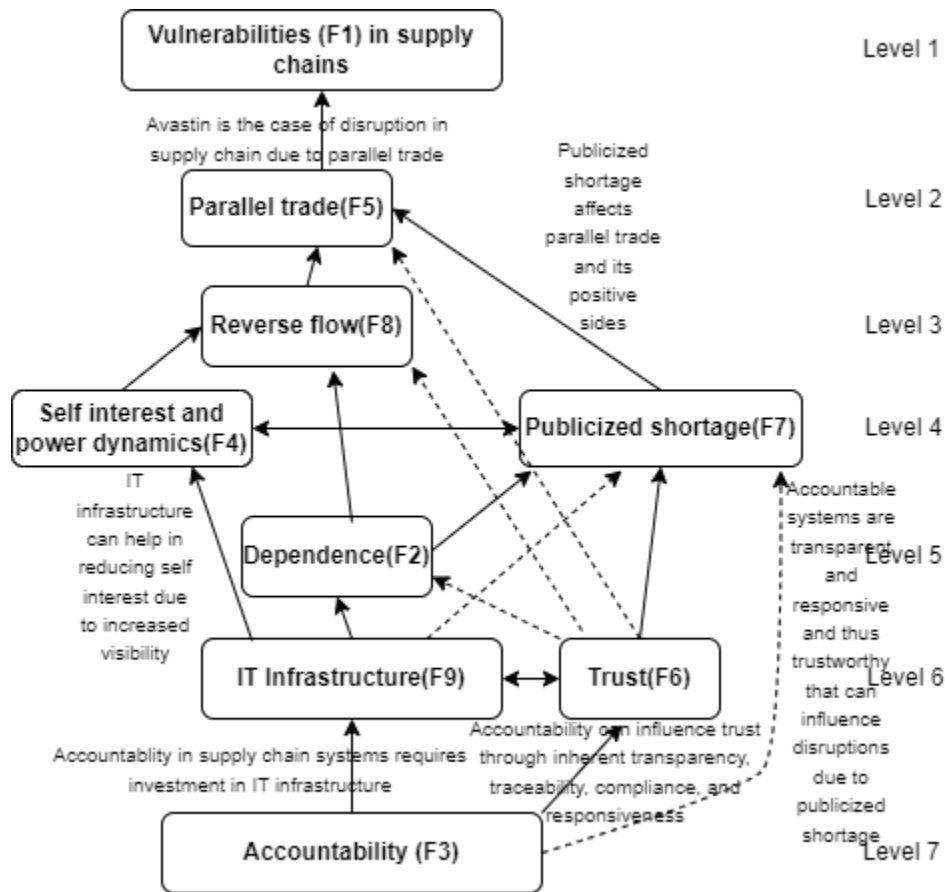 Vulnerabilities (F1) in supply
chains
Level 1
Avastin is the case of disruption in
supply chain due to parallel trade
Publicized
shortage
affects
parallel trade
and its
positive
sides
Parallel trade(F5)
Level 2
Reverse flow(F8)
Level 3
Self interest and
power dynamics(F4)
Publicized shortage(F7)
Level 4
IT
infrastructure
can help in
reducing self
interest due
to increased
visibility
Dependence(F2)
Accountable
systems are
transparent
and
responsive
and thus
trustworthy
that can
influence
disruptions
due to
publicized
shortage
Level 5
IT Infrastructure(F9)
Trust(F6)
Level 6
Accountablity in supply chain systems requires
investment in IT infrastructure
Accountability can influence trust
through inherent transparency,
traceability, compliance, and
responsiveness
Accountability (F3)
Level 7